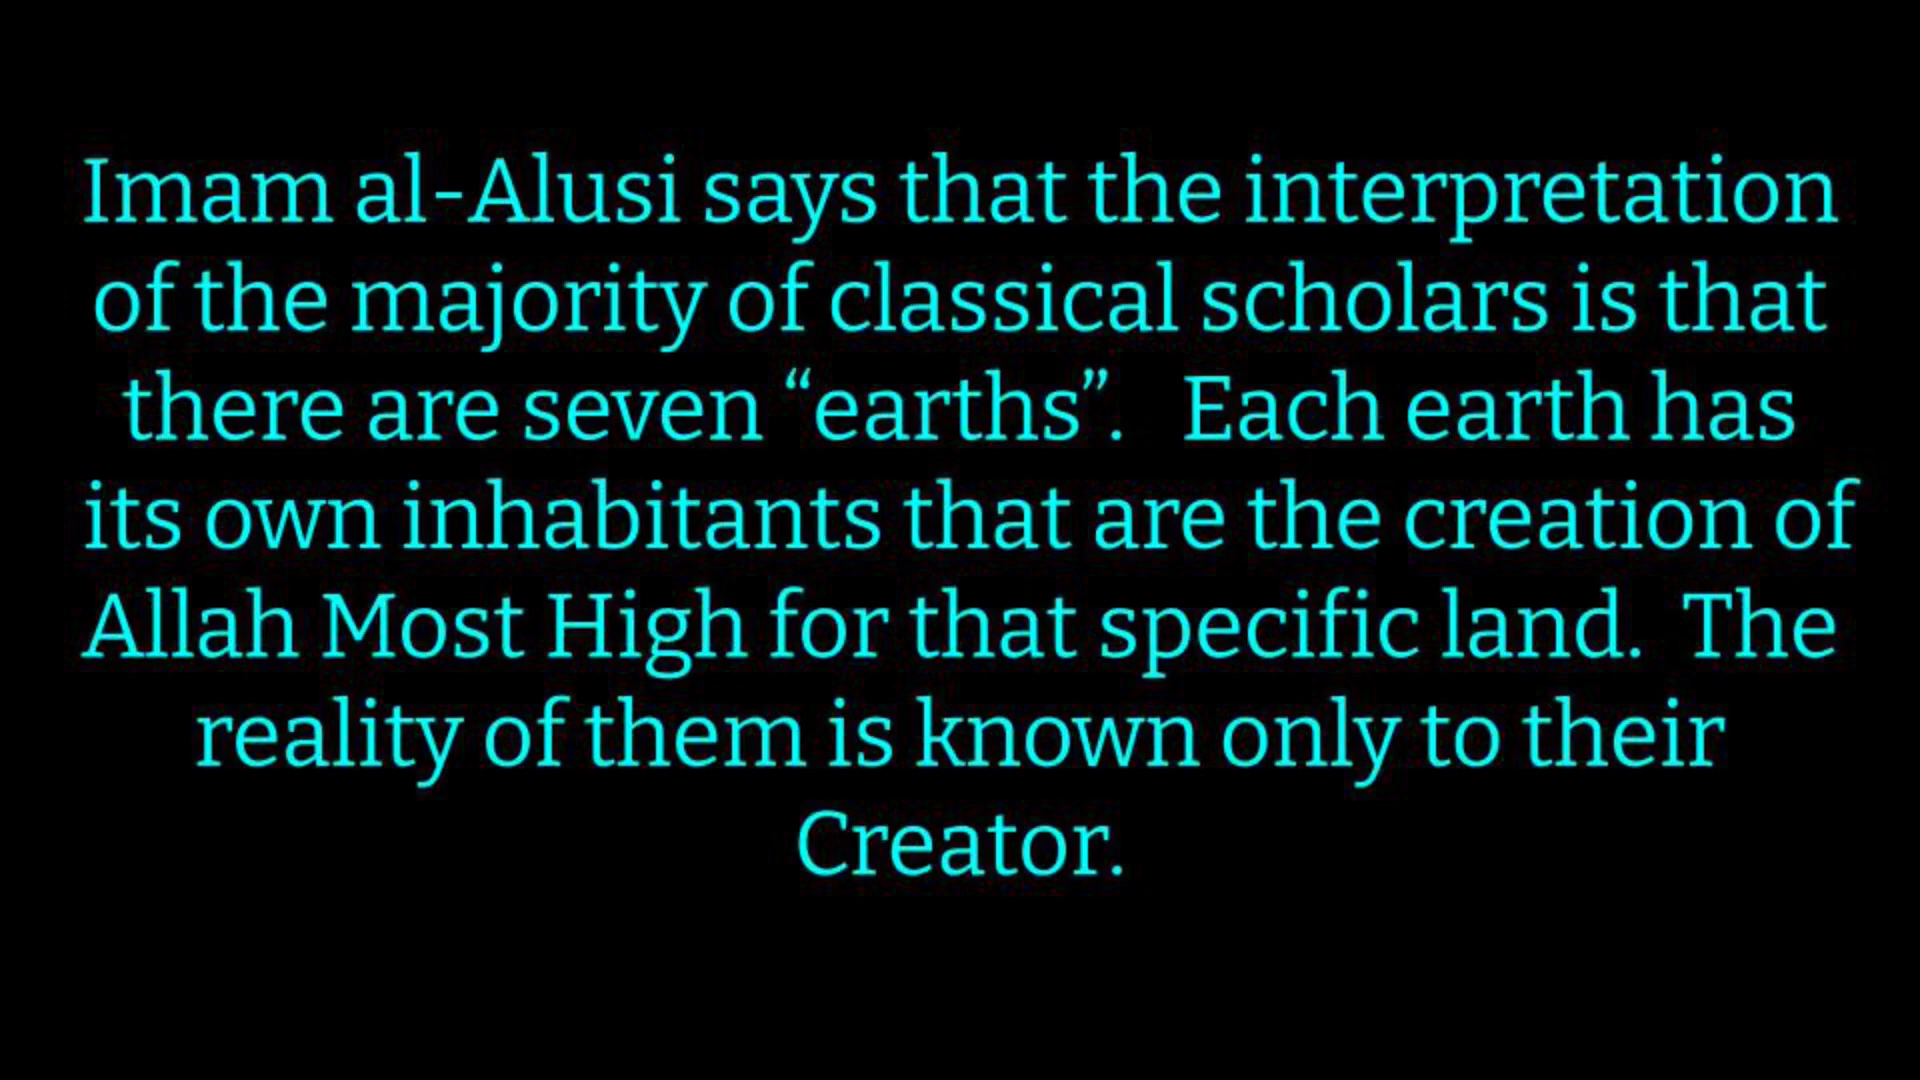 Imam al-Alusi says that the interpretation
of the majority of classical scholars is that
there are seven “earths”.   Each earth has
its own inhabitants that are the creation of
Allah Most High for that specific land.  The
reality of them is known only to their
Creator.